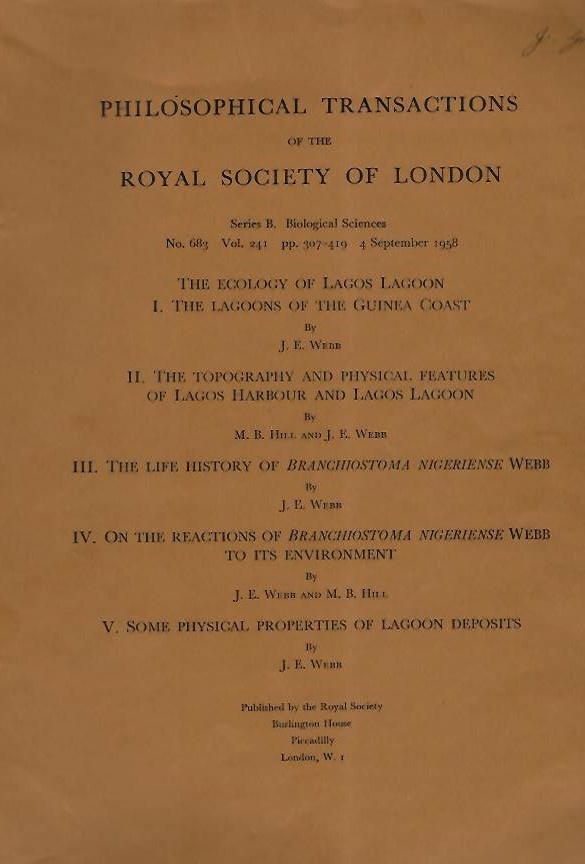 PHILOSOPHICAL TRANSACTIONS
OF THE
ROYAL SOCIETY OF LONDON
Series B. Biological Sciences
No. 683 Vol. 241 pp. 307-419 4 September 1958
THE ECOLOGY OF LAGOS LAGOON
I. THE LAGOONS OF THE GUINEA COAST
By
J. E. WEBB
II. THE TOPOGRAPHY AND PHYSICAL FEATURES
OF LAGOS HARBOUR AND LAGOS LAGOON
By
M. B. HILL AND J. E. WEBB
III. THE LIFE HISTORY OF BRANCHIOSTOMA NIGERIENSE WEBB
By
J. E. WEBB
IV. ON THE REACTIONS OF BRANCHIOSTOMA NIGERIENSE WEBB
TO ITS ENVIRONMENT
By
J. E. WEBB AND M. B. HILL
V. SOME PHYSICAL PROPERTIES OF LAGOON DEPOSITS
By
J. E. WEBB
Published by the Royal Society
Burlington House
Piccadilly
London, W. 1